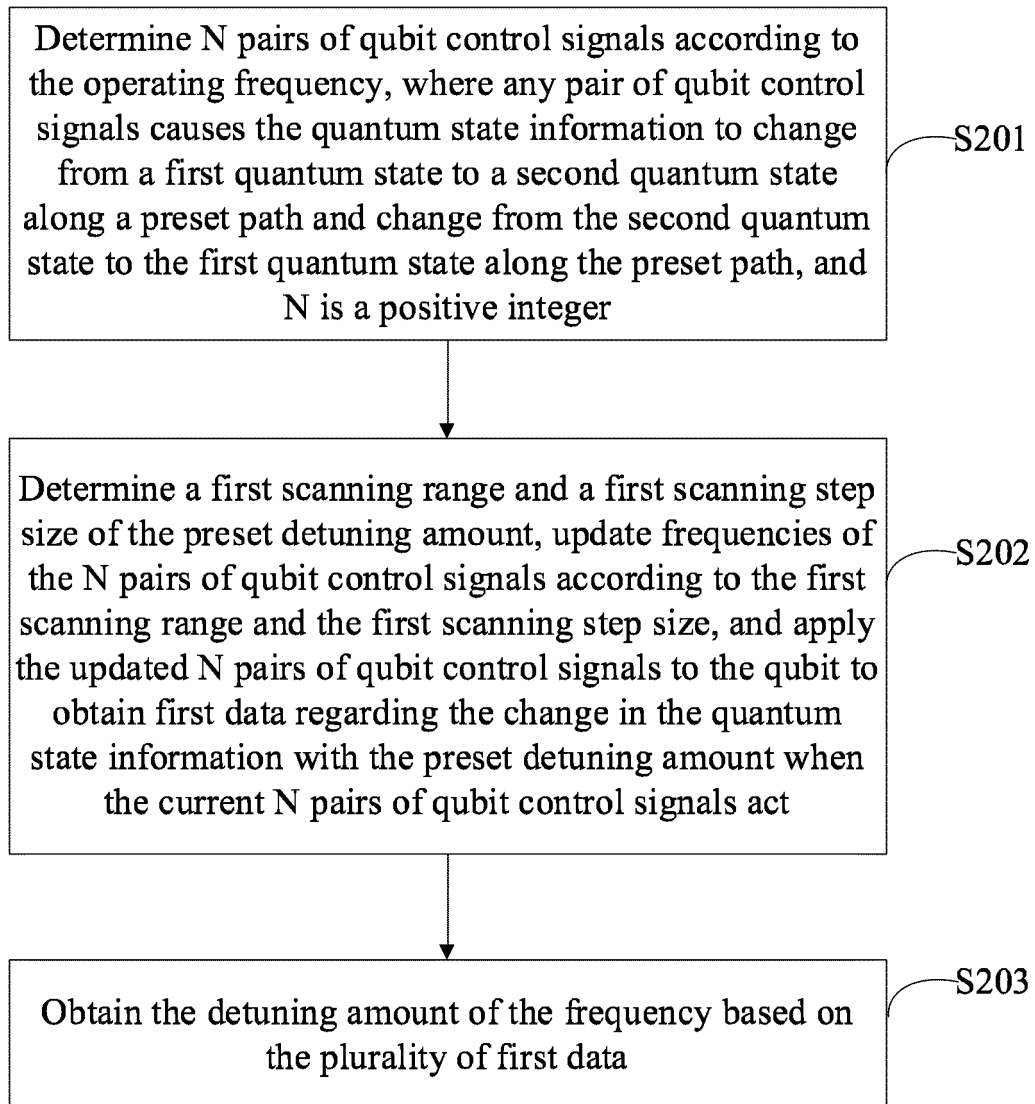 Determine N pairs of qubit control signals according to
the operating frequency, where any pair of qubit control
signals causes the quantum state information to change
from a first quantum state to a second quantum state
along a preset path and change from the second quantum
state to the first quantum state along the preset path, and
N is a positive integer
S201
Determine a first scanning range and a first scanning step
size of the preset detuning amount, update frequencies of
the N pairs of qubit control signals according to the first
scanning range and the first scanning step size, and apply
the updated N pairs of qubit control signals to the qubit to
obtain first data regarding the change in the quantum
state information with the preset detuning amount when
the current N pairs of qubit control signals act
S202
Obtain the detuning amount of the frequency based on
the plurality of first data
S203